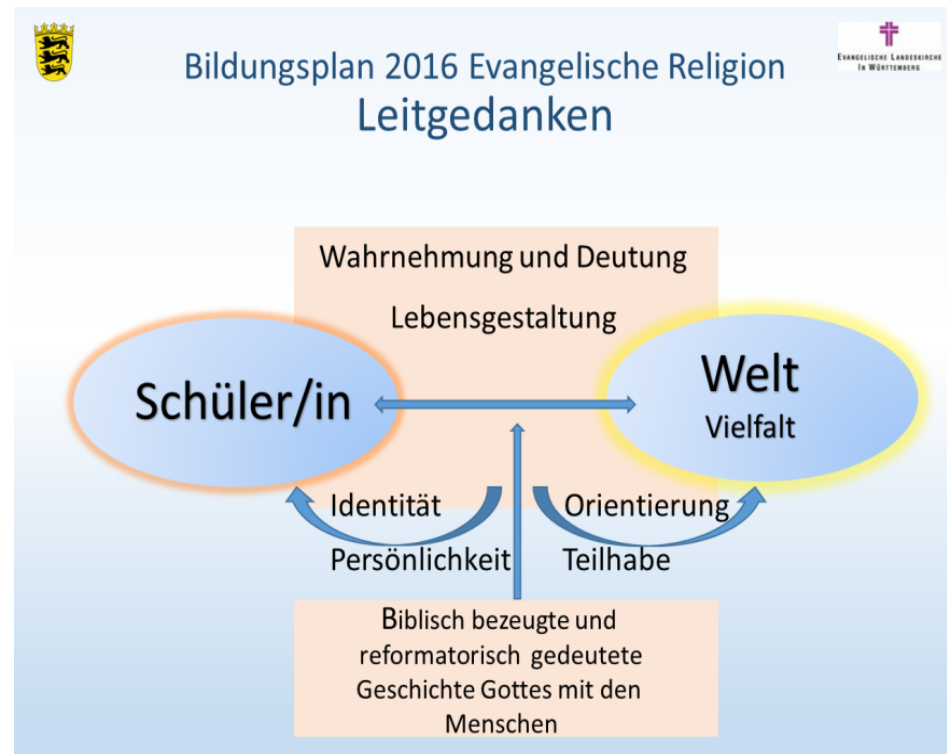 Bildungsplan 2016 Evangelische Religion
Leitgedanken
EVANGELISCHE LANDESKIRCHE
IN WÜRTTEMBERG
Wahrnehmung und Deutung
Lebensgestaltung
Schüler/in
Welt
Vielfalt
Identität
Orientierung
Persönlichkeit
Teilhabe
Biblisch bezeugte und
reformatorisch gedeutete
Geschichte Gottes mit den
Menschen